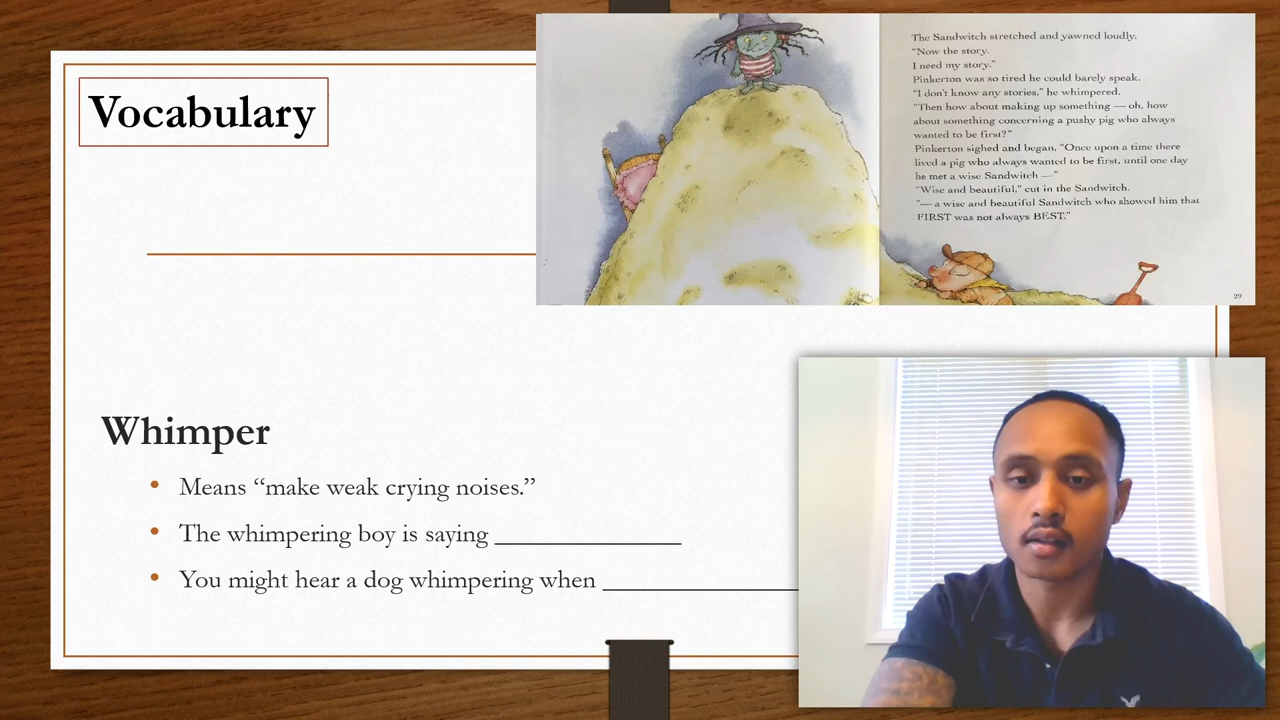 Vocabulary
The Sandwitch stretched and yawned loudly.
“Now the story.
I need my story.”
Pinkerton was so tired he could barely speak.
“I don't know any stories,” he whimpered.
“Then how about making up something — oh, how
about something concerning a pushy pig who always
wanted to be first?”
Pinkerton sighed and began, “Once upon a time there
lived a pig who always wanted to be first, until one day
he met a wise Sandwitch —”
“Wise and beautiful,” cut in the Sandwitch.
“— a wise and beautiful Sandwitch who showed him that
FIRST was not always BEST.”
29
Whimper
• Means “make weak crying noises.”
• The whimpering boy is saying ______________
• You might hear a dog whimpering when _______________